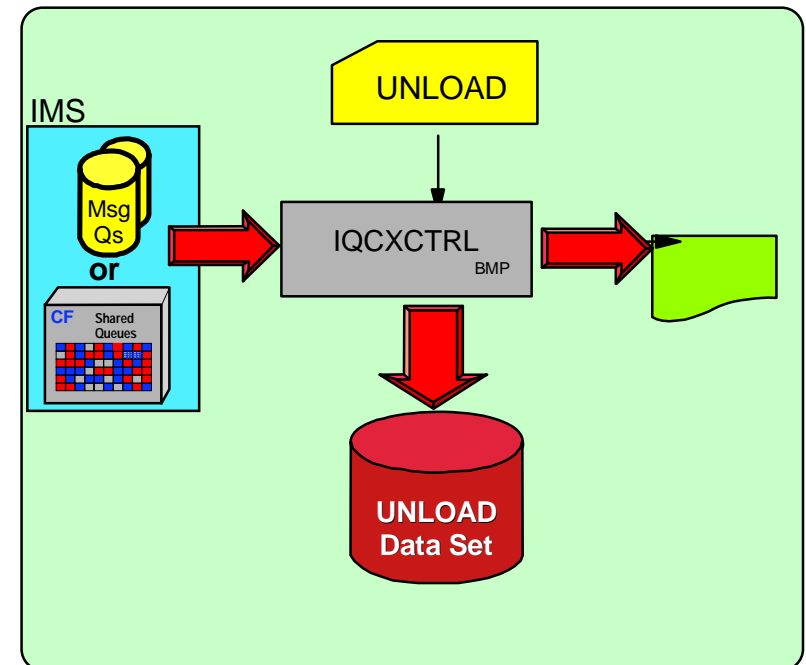 UNLOAD
IMS
Msg
Qs
or
CF
Shared
Queues
IQCXCTRL
BMP
UNLOAD
Data Set